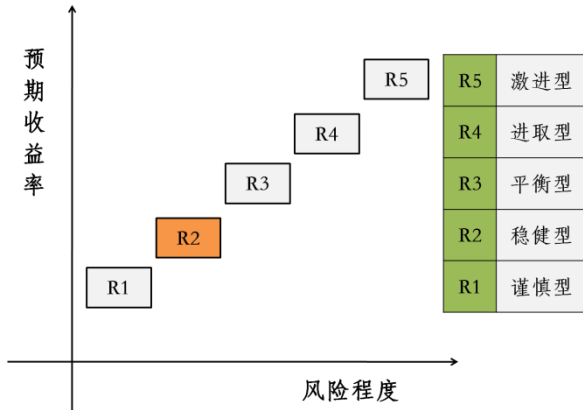 预期收益率
R5
R4
R3
R2
R1
风险程度
R5 激进型
R4 进取型
R3 平衡型
R2 稳健型
R1 谨慎型